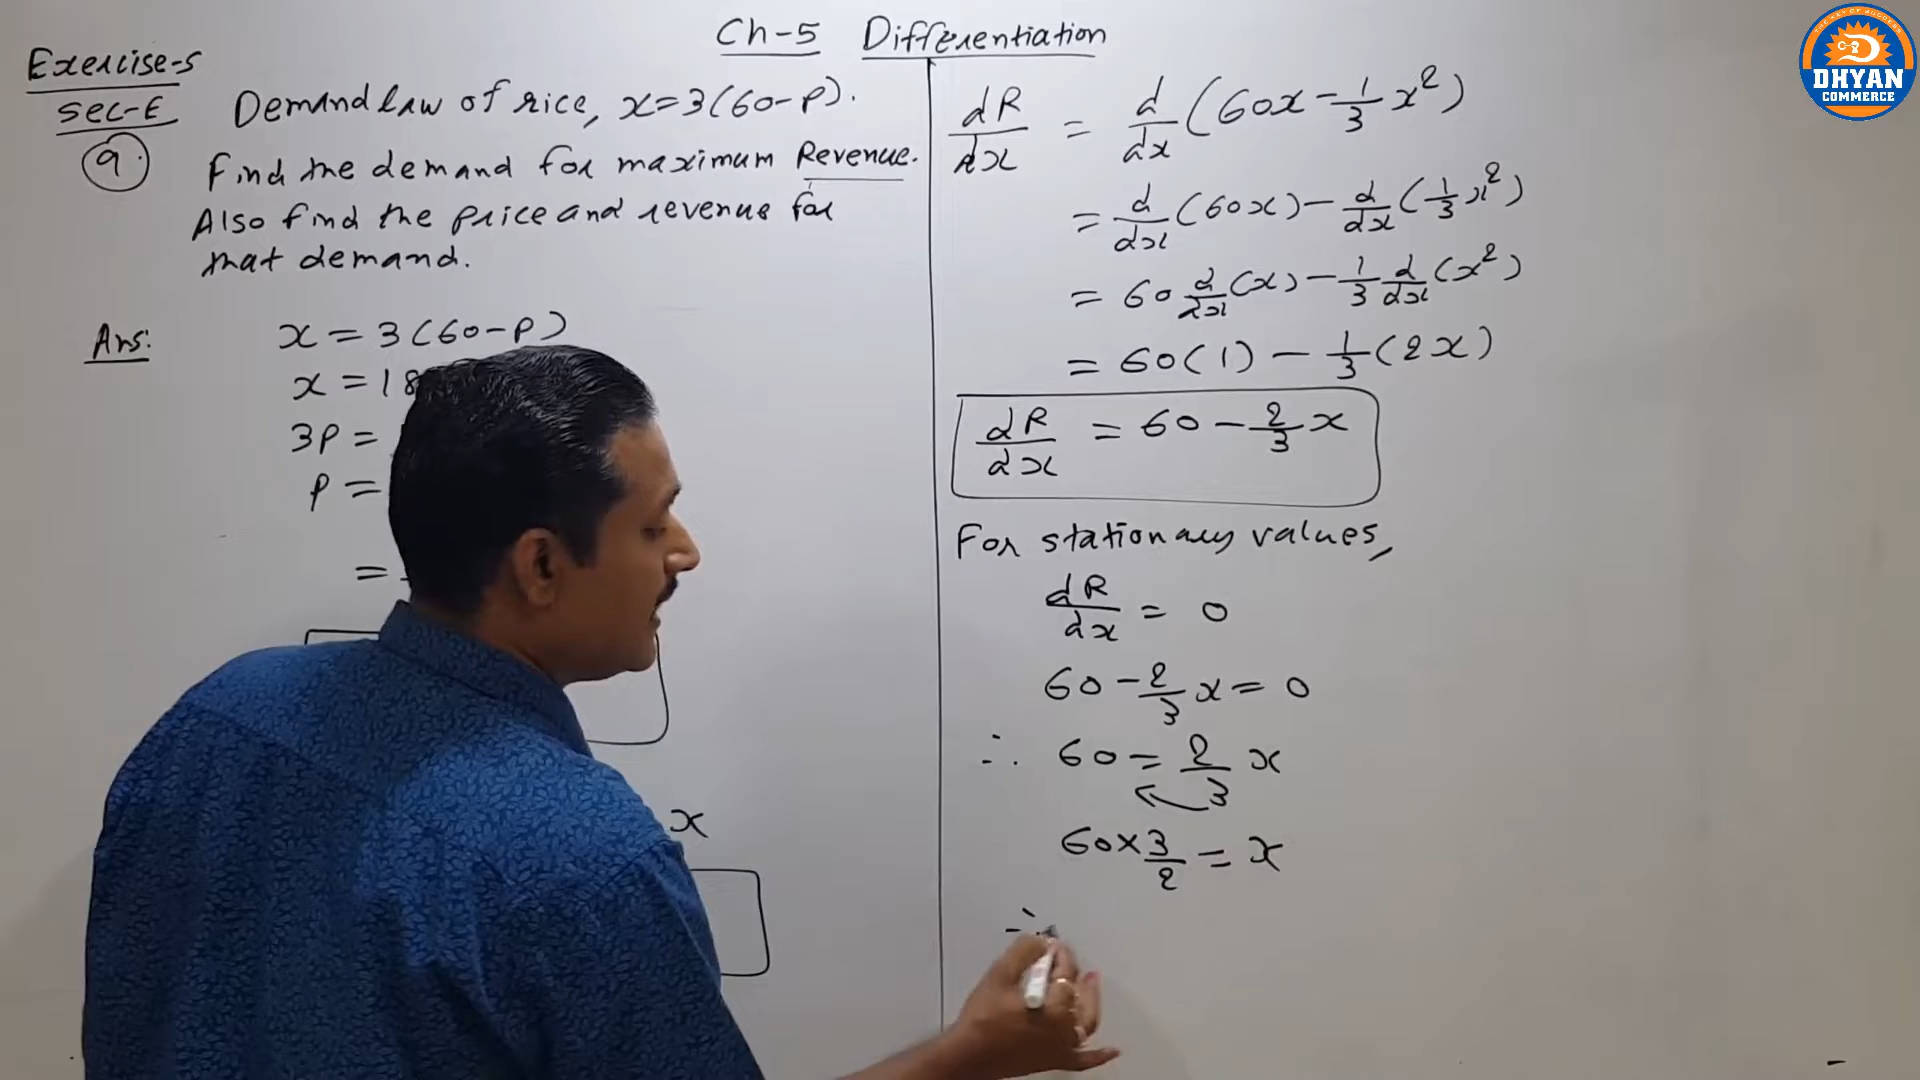 Ch-5 Differentiation
Exercise-5
Sec-E
9.
Demand law of rice, x=3(60-P).
Find the demand for maximum Revenue.
Also find the price and revenue for
that demand.
Ans:
x = 3(60-P)
x = 18
3P =
P =
=
x
dR/dx = d/dx (60x - 1/3 x²)
= d/dx (60x) - d/dx (1/3 x²)
= 60 d/dx (x) - 1/3 d/dx (x²)
= 60(1) - 1/3 (2x)
dR/dx = 60 - 2/3 x
For stationary values,
dR/dx = 0
60 - 2/3 x = 0
∴ 60 = 2/3 x
60 × 3/2 = x
∴
THE KEY OF SUCCESS
DHYAN
COMMERCE